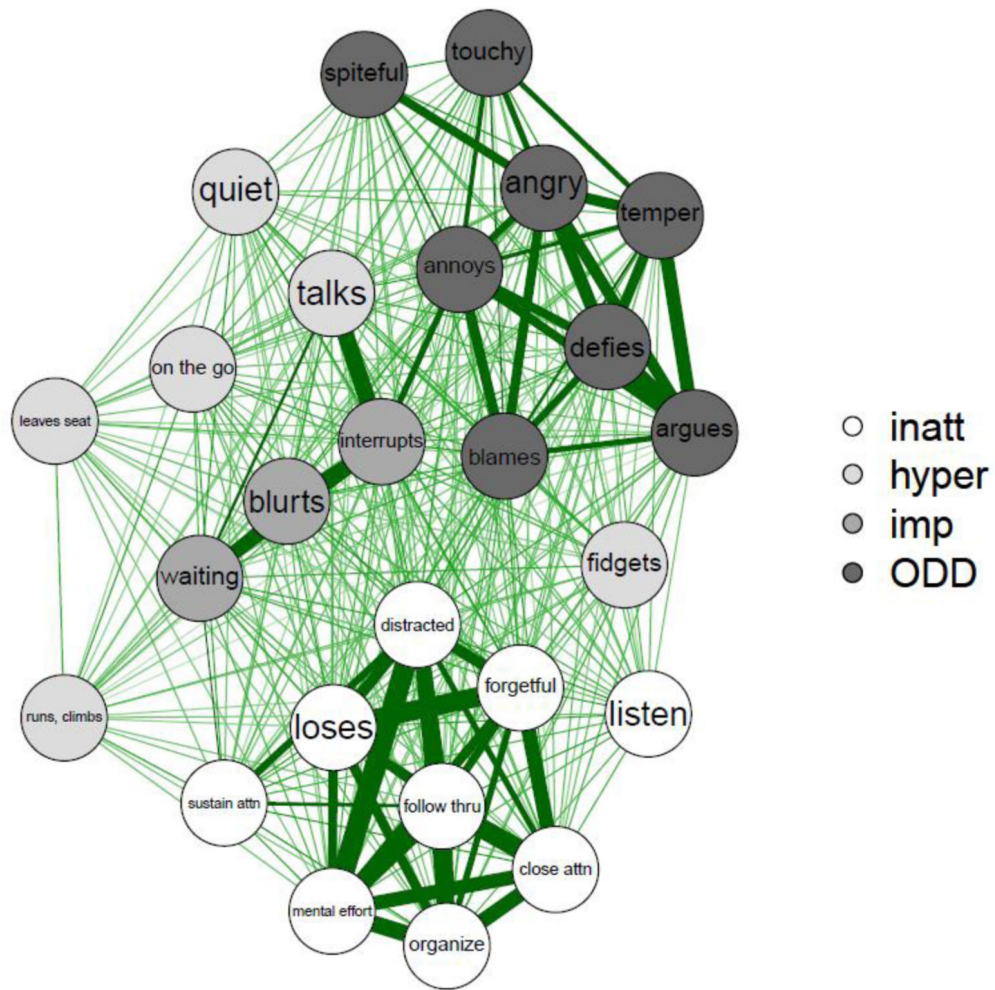 touchy
spiteful
angry
quiet
temper
annoys
talks
defies
on the go
leaves seat
argues
interrupts
blames
blurts
waiting
fidgets
distracted
forgetful
listen
loses
runs, climbs
sustain attn
follow thru
close attn
mental effort
organize
inatt
hyper
imp
ODD